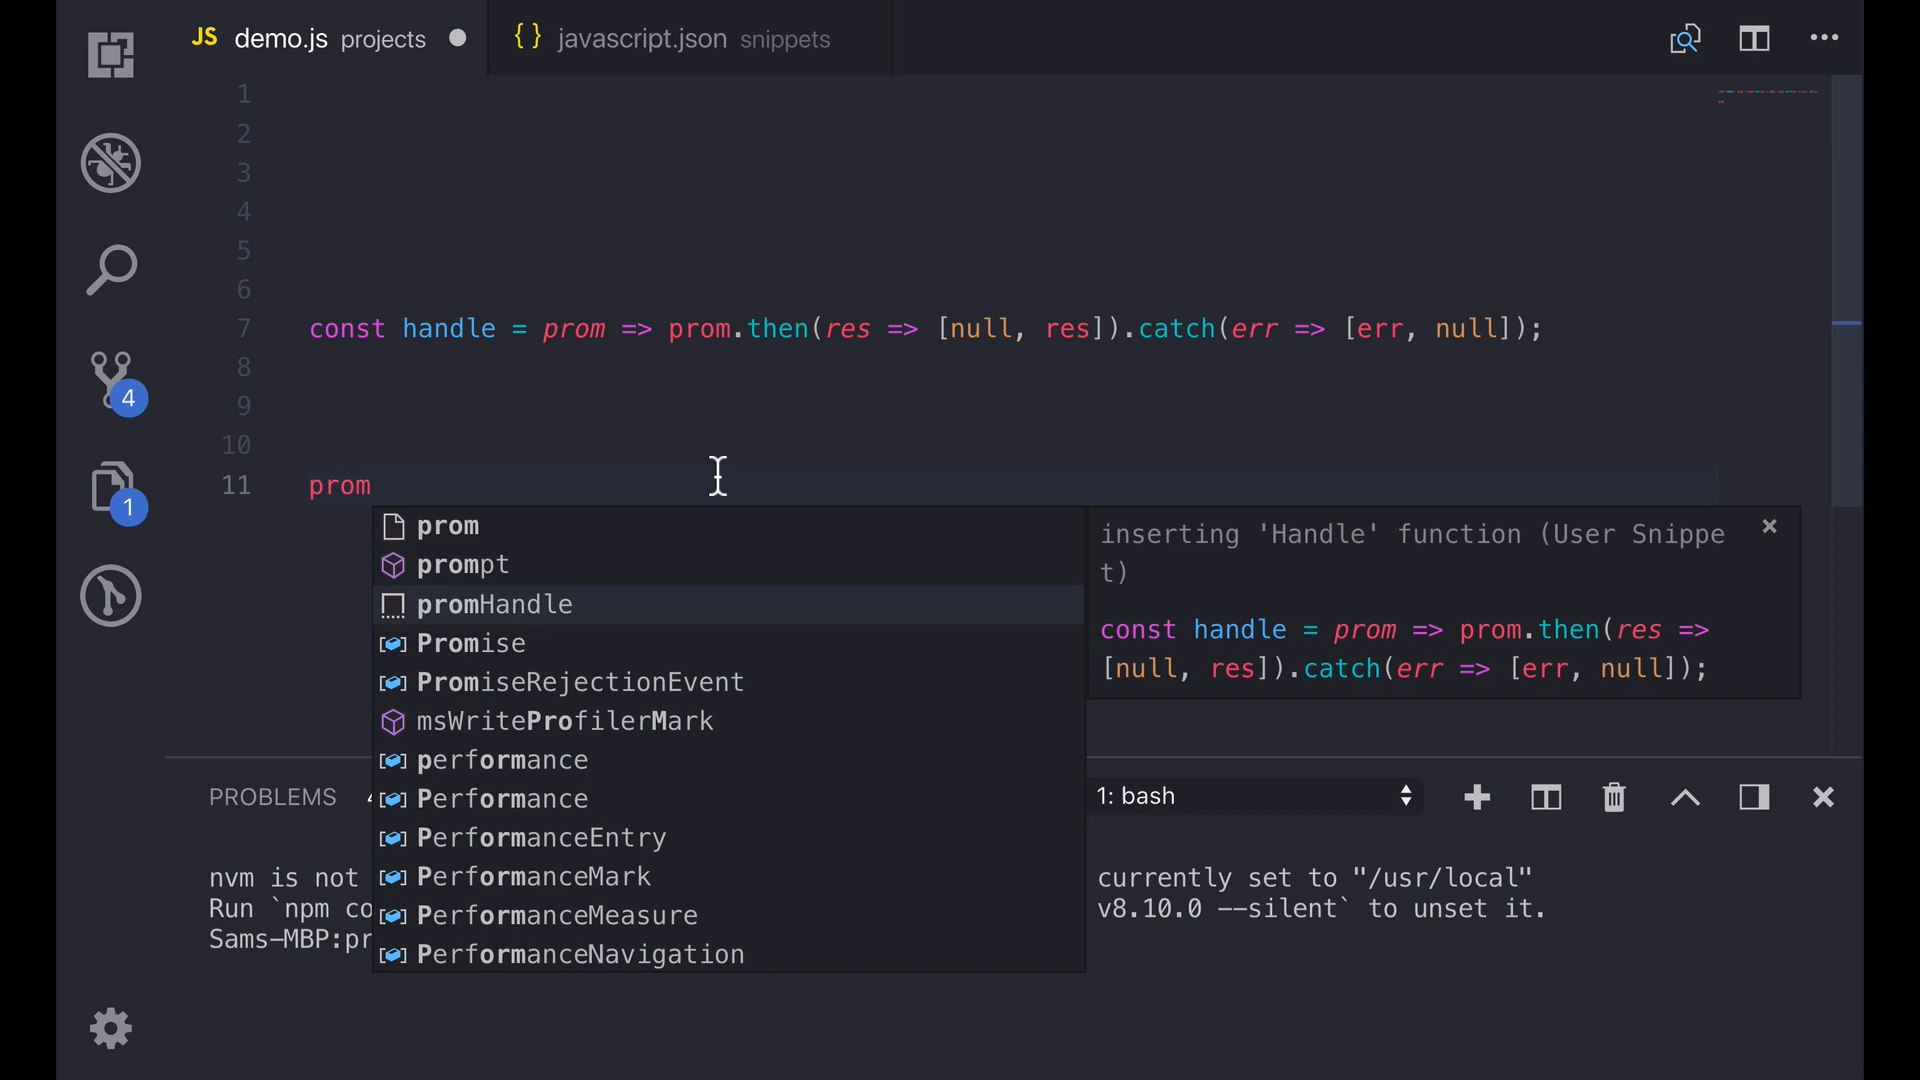 JS demo.js projects
{} javascript.json snippets
1
2
3
4
5
6
7 const handle = prom => prom.then(res => [null, res]).catch(err => [err, null]);
8
9
10
11 prom
4
1
prom
prompt
promHandle
Promise
PromiseRejectionEvent
msWriteProfilerMark
performance
Performance
PerformanceEntry
PerformanceMark
PerformanceMeasure
PerformanceNavigation
inserting 'Handle' function (User Snippe
t)
const handle = prom => prom.then(res =>
[null, res]).catch(err => [err, null]);
PROBLEMS
1: bash
nvm is not currently set to "/usr/local"
Run `npm co v8.10.0 --silent` to unset it.
Sams-MBP:pr